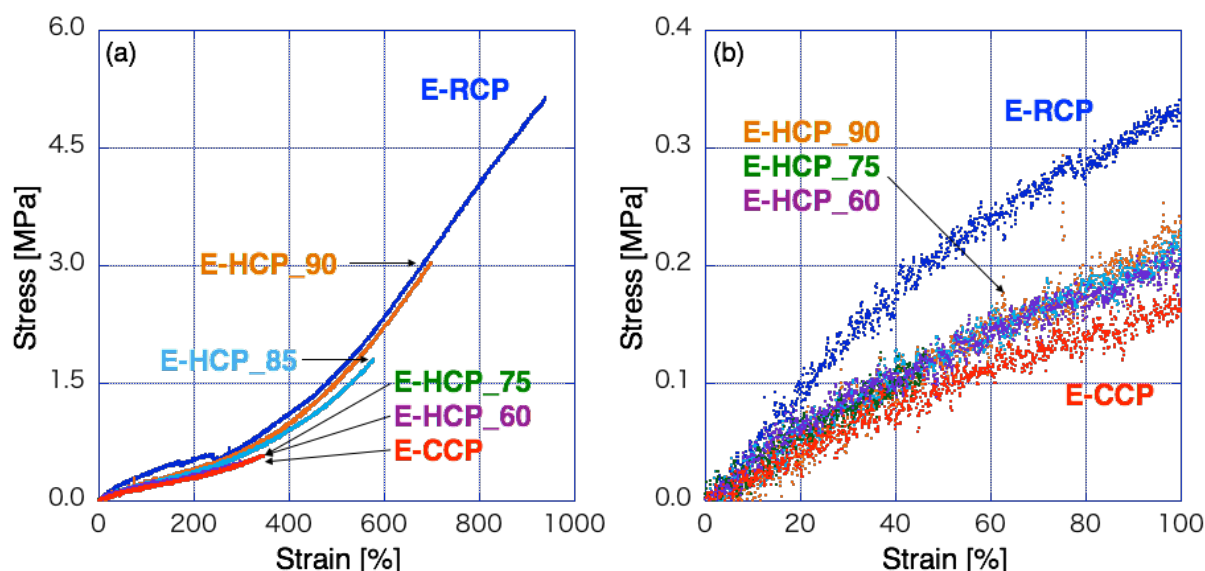 6.0
(a)
E-RCP
4.5
Stress [MPa]
E-HCP_90
3.0
E-HCP_85
E-HCP_75
1.5
E-HCP_60
E-CCP
0.0
0
200
400
600
800
1000
Strain [%]
0.4
(b)
E-RCP
E-HCP_90
0.3
E-HCP_75
E-HCP_60
Stress [MPa]
0.2
0.1
E-CCP
0.0
0
20
40
60
80
100
Strain [%]